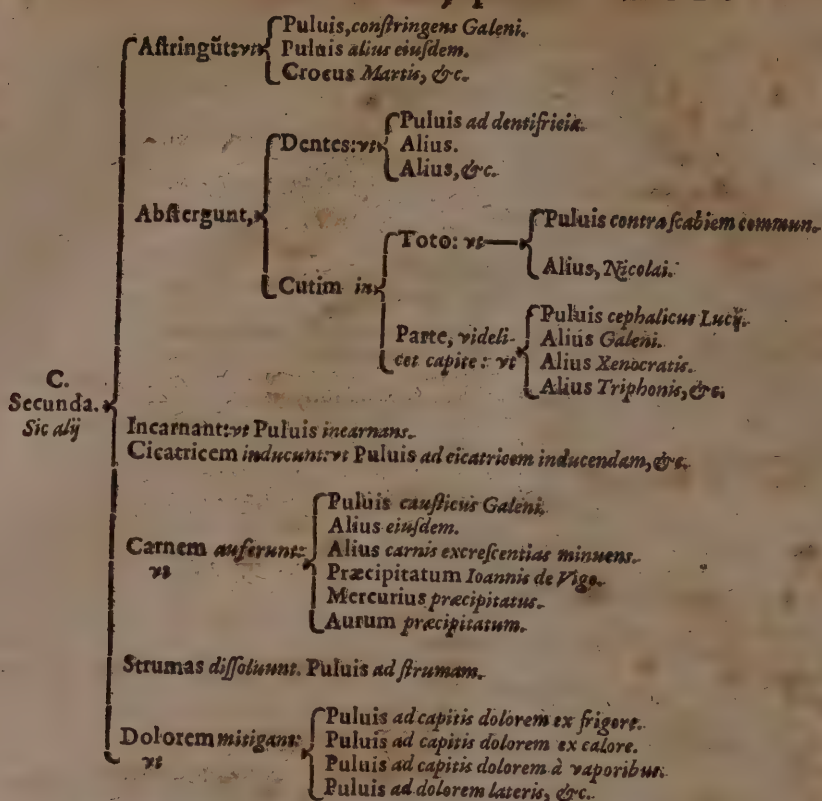 Astringūt: vt
Puluis, constringens Galeni.
Puluis alius eiusdem.
Crocus Martis, &c.
Abstergunt,
Dentes: vt
Puluis ad dentifricia.
Alius.
Alius, &c.
Cutim in
Toto: vt
Puluis contra scabiem commun.
Alius, Nicolai.
Parte, videli-
cet capite: vt
Puluis cephalicus Lucij.
Alius Galeni.
Alius Xenocratis.
Alius Triphonis, &c.
C.
Secunda.
Sic alij
Incarnant: vt Puluis incarnans.
Cicatricem inducunt: vt Puluis ad cicatricem inducendam, &c.
Carnem auferunt:
vt
Puluis causticus Galeni.
Alius eiusdem.
Alius carnis excrescentias minuens.
Præcipitatum Ioannis de Vigo.
Mercurius præcipitatus.
Aurum præcipitatum.
Strumas dissoluunt. Puluis ad strumam.
Dolorem mitigant:
vt
Puluis ad capitis dolorem ex frigore.
Puluis ad capitis dolorem ex calore.
Puluis ad capitis dolorem à vaporibus.
Puluis ad dolorem lateris, &c.